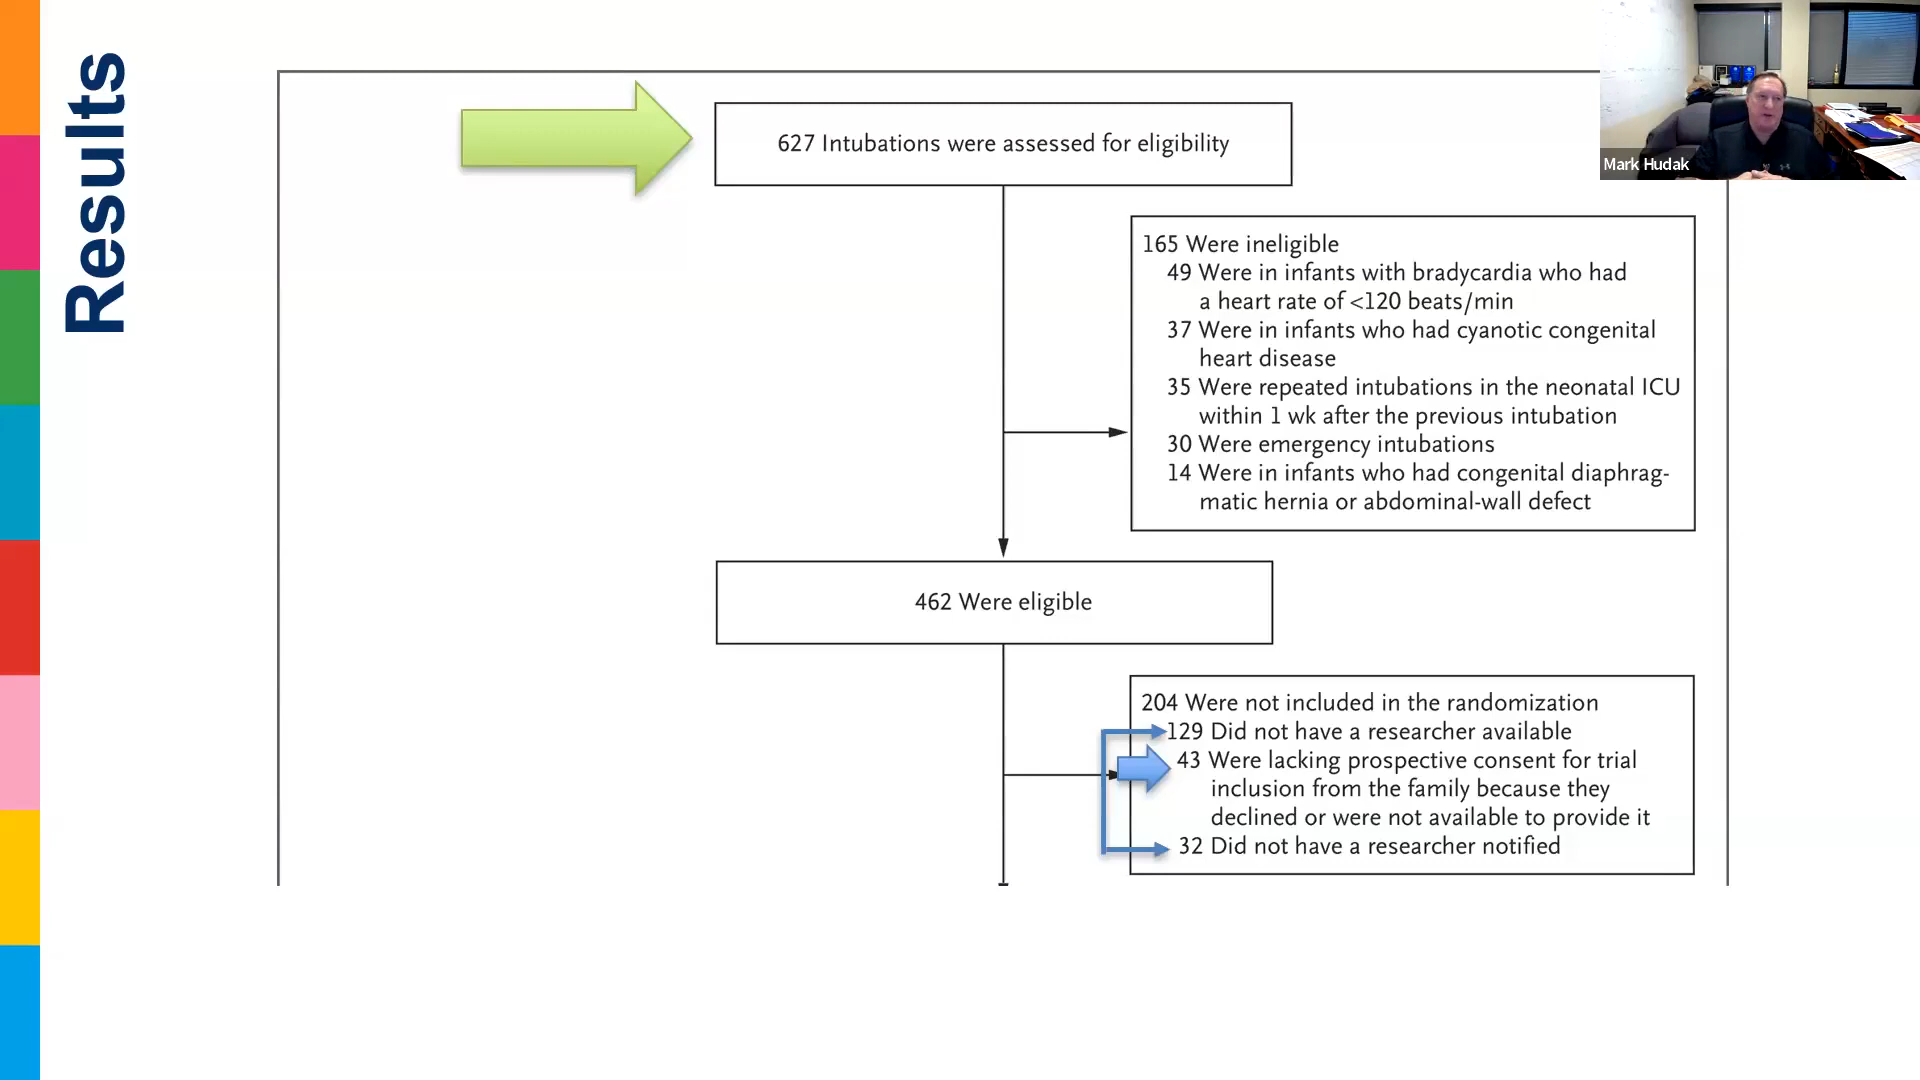 Results
627 Intubations were assessed for eligibility
Mark Hudak
165 Were ineligible
49 Were in infants with bradycardia who had
a heart rate of <120 beats/min
37 Were in infants who had cyanotic congenital
heart disease
35 Were repeated intubations in the neonatal ICU
within 1 wk after the previous intubation
30 Were emergency intubations
14 Were in infants who had congenital diaphrag-
matic hernia or abdominal-wall defect
462 Were eligible
204 Were not included in the randomization
129 Did not have a researcher available
43 Were lacking prospective consent for trial
inclusion from the family because they
declined or were not available to provide it
32 Did not have a researcher notified